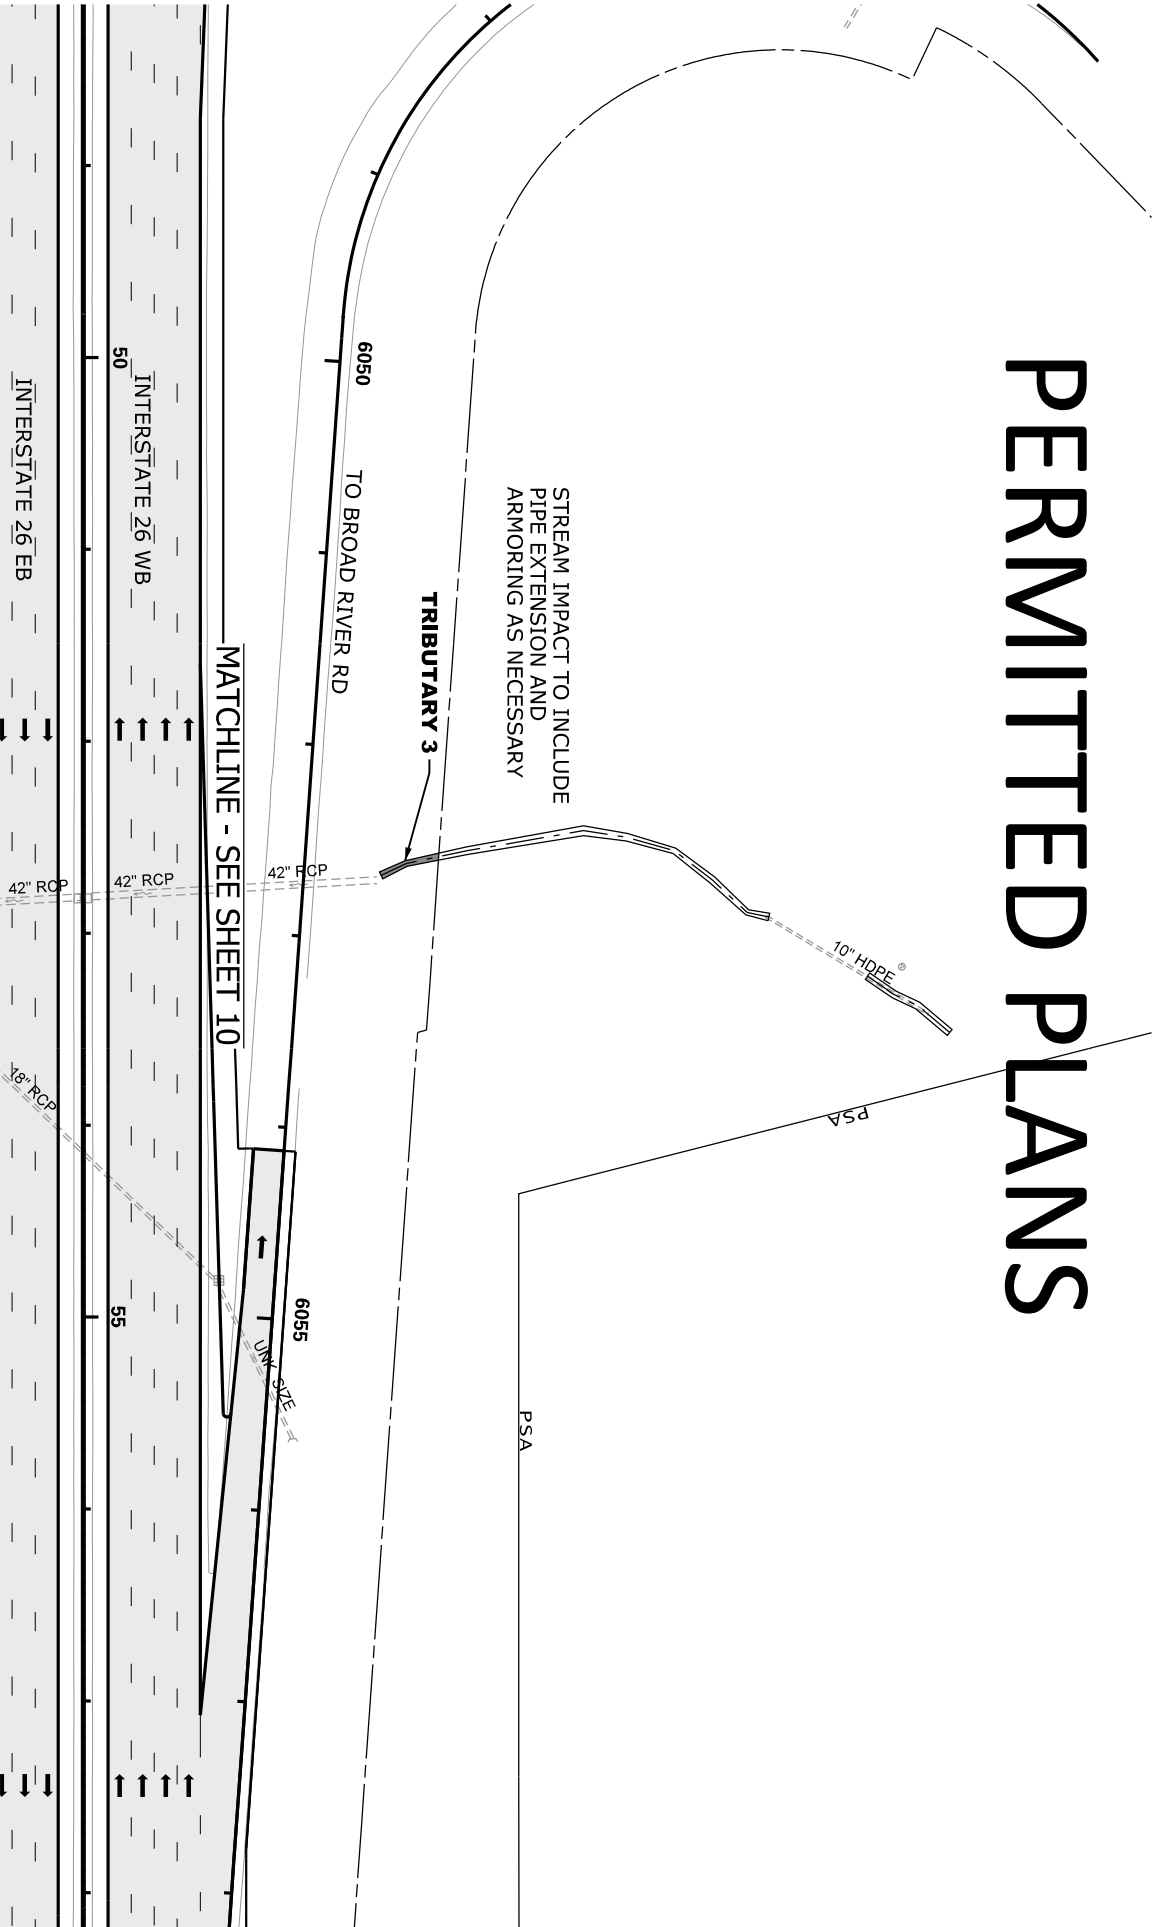 PERMITTED PLANS
STREAM IMPACT TO INCLUDE
PIPE EXTENSION AND
ARMORING AS NECESSARY
TRIBUTARY 3
10" HDPE
PSA
PSA
6050
TO BROAD RIVER RD
6055
42" RCP
UNK SIZE
MATCHLINE - SEE SHEET 10
INTERSTATE 26 WB
42" RCP
50
55
INTERSTATE 26 EB
42" RCP
18" RCP